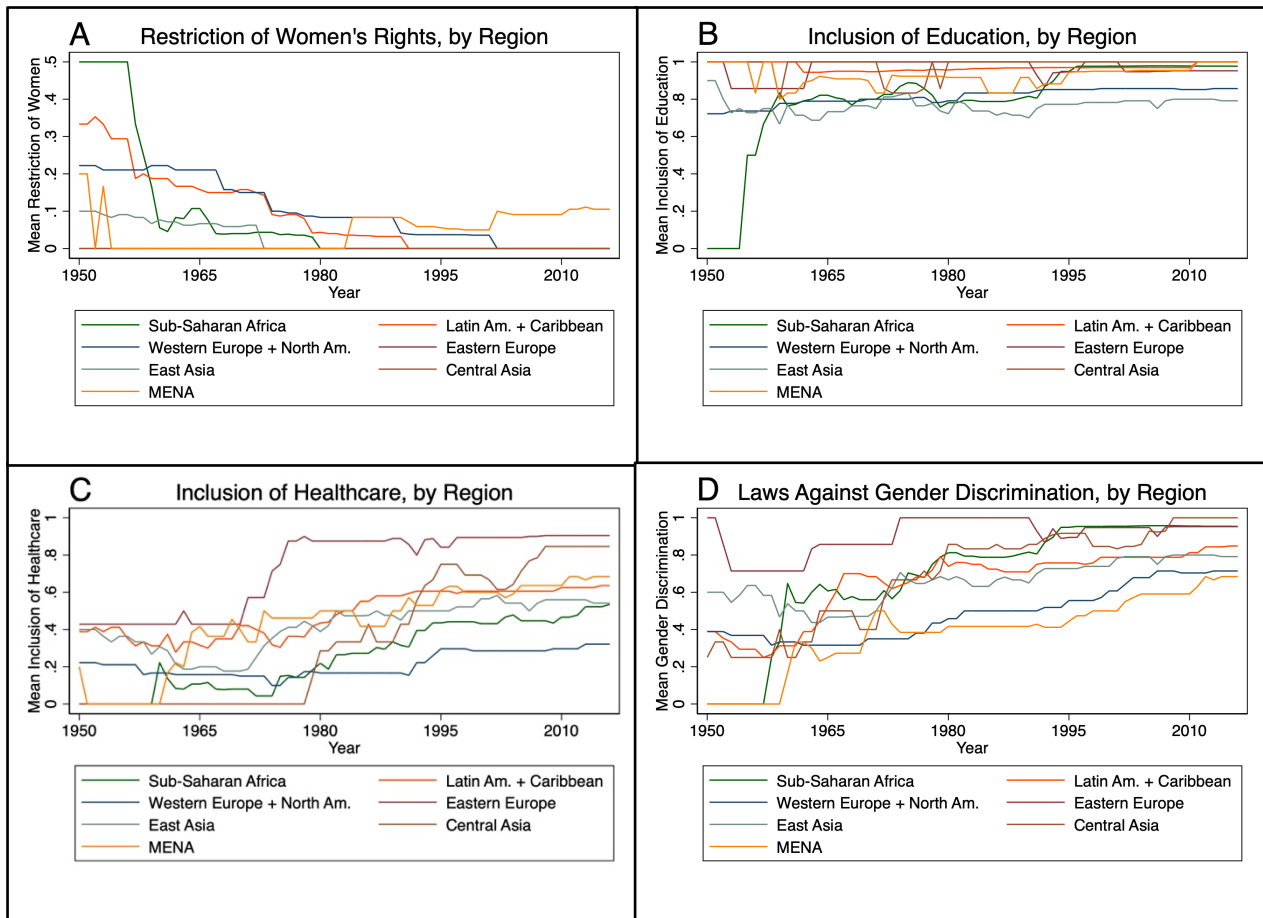 A Restriction of Women's Rights, by Region
Mean Restriction of Women
.5
.4
.3
.2
.1
0
1950 1965 1980 1995 2010
Year
Sub-Saharan Africa Latin Am. + Caribbean
Western Europe + North Am. Eastern Europe
East Asia Central Asia
MENA
B Inclusion of Education, by Region
Mean Inclusion of Education
1
.8
.6
.4
.2
0
1950 1965 1980 1995 2010
Year
Sub-Saharan Africa Latin Am. + Caribbean
Western Europe + North Am. Eastern Europe
East Asia Central Asia
MENA
C Inclusion of Healthcare, by Region
Mean Inclusion of Healthcare
1
.8
.6
.4
.2
0
1950 1965 1980 1995 2010
Year
Sub-Saharan Africa Latin Am. + Caribbean
Western Europe + North Am. Eastern Europe
East Asia Central Asia
MENA
D Laws Against Gender Discrimination, by Region
Mean Gender Discrimination
1
.8
.6
.4
.2
0
1950 1965 1980 1995 2010
Year
Sub-Saharan Africa Latin Am. + Caribbean
Western Europe + North Am. Eastern Europe
East Asia Central Asia
MENA